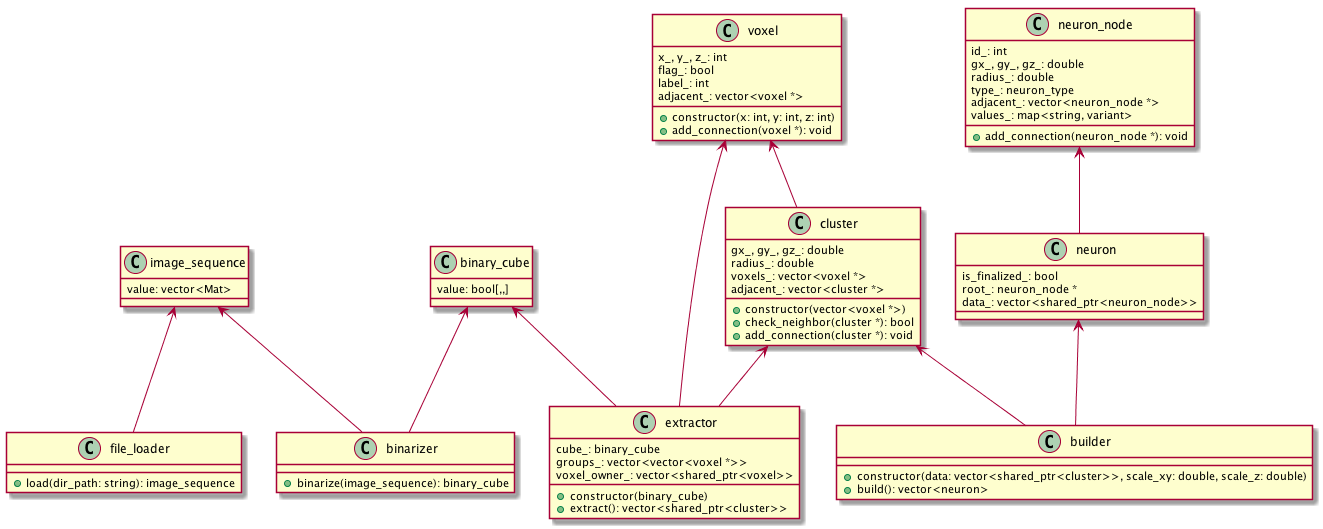 C voxel
x_, y_, z_: int
flag_: bool
label_: int
adjacent_: vector<voxel *>
constructor(x: int, y: int, z: int)
add_connection(voxel *): void
C neuron_node
id_: int
gx_, gy_, gz_: double
radius_: double
type_: neuron_type
adjacent_: vector<neuron_node *>
values_: map<string, variant>
add_connection(neuron_node *): void
C image_sequence
value: vector<Mat>
C binary_cube
value: bool[,,]
C cluster
gx_, gy_, gz_: double
radius_: double
voxels_: vector<voxel *>
adjacent_: vector<cluster *>
constructor(vector<voxel *>)
check_neighbor(cluster *): bool
add_connection(cluster *): void
C neuron
is_finalized_: bool
root_: neuron_node *
data_: vector<shared_ptr<neuron_node>>
C file_loader
load(dir_path: string): image_sequence
C binarizer
binarize(image_sequence): binary_cube
C extractor
cube_: binary_cube
groups_: vector<vector<voxel *>>
voxel_owner_: vector<shared_ptr<voxel>>
constructor(binary_cube)
extract(): vector<shared_ptr<cluster>>
C builder
constructor(data: vector<shared_ptr<cluster>>, scale_xy: double, scale_z: double)
build(): vector<neuron>